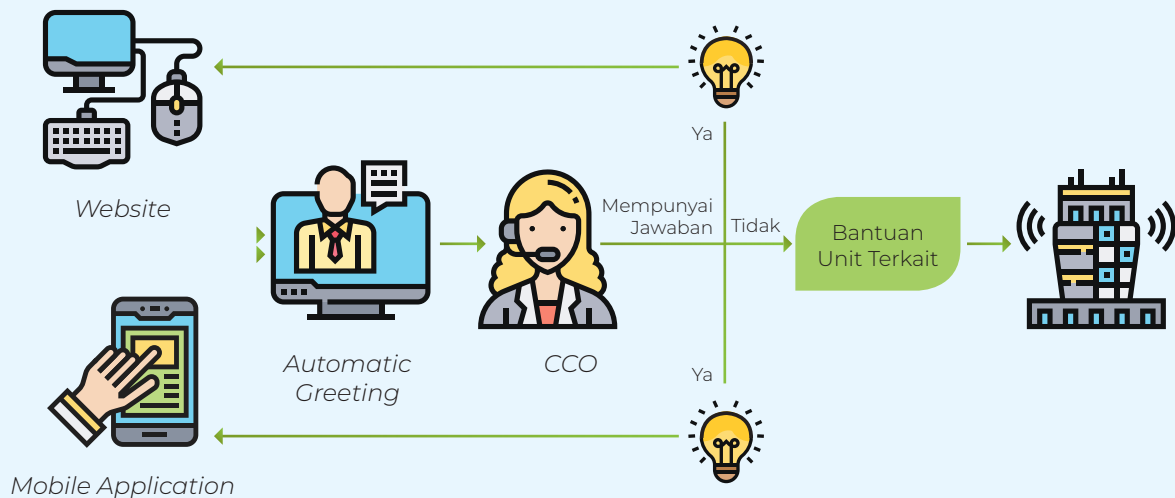 Website
Mobile Application
Automatic
Greeting
CCO
Mempunyai
Jawaban
Ya
Tidak
Ya
Bantuan
Unit Terkait